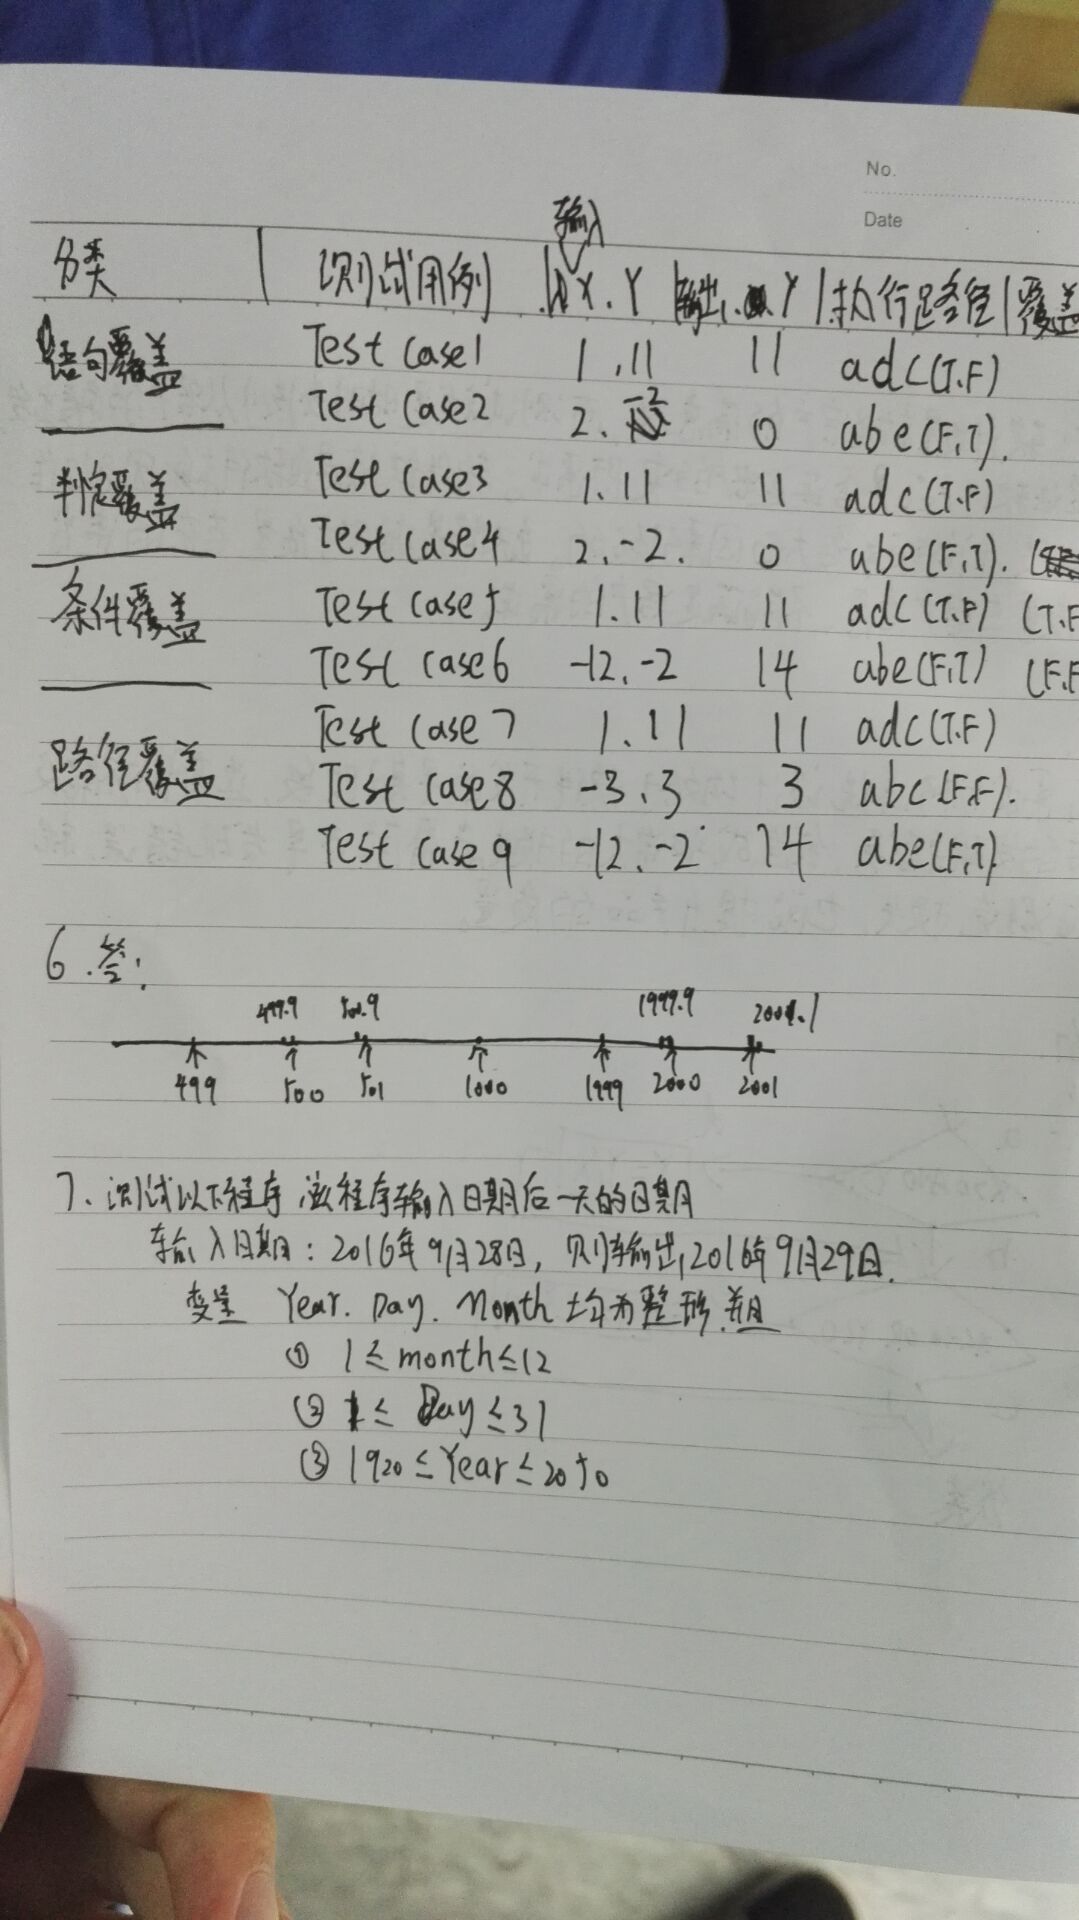 No.
Date
输入
分类 测试用例 X.Y 输出 Y 执行路径 覆盖
语句覆盖 Test case1 1.11 11 adc(T.F)
Test case2 2.-2 0 abe(F,T).
判定覆盖 Test case3 1.11 11 adc(T.F)
Test case4 2.-2. 0 abe(F,T).
条件覆盖 Test case5 1.11 11 adc(T.F) (T.F
Test case6 -12.-2 14 abe(F,T) (F.F
Test case7 1.11 11 adc(T.F)
路径覆盖 Test case8 -3.3 3 abc(F,F).
Test case9 -12.-2 14 abe(F,T)
6.答:
499.9 500.9 1999.9
499 500 501 1000 1999 2000 2001
7、测试以下程序,该程序输入日期后一天的日期
输入日期:2016年9月28日,则输出2016年9月29日.
变量 Year. Day. Month 均为整形,并且
① 1≤month≤12
② 1≤Day≤31
③ 1920≤Year≤2050